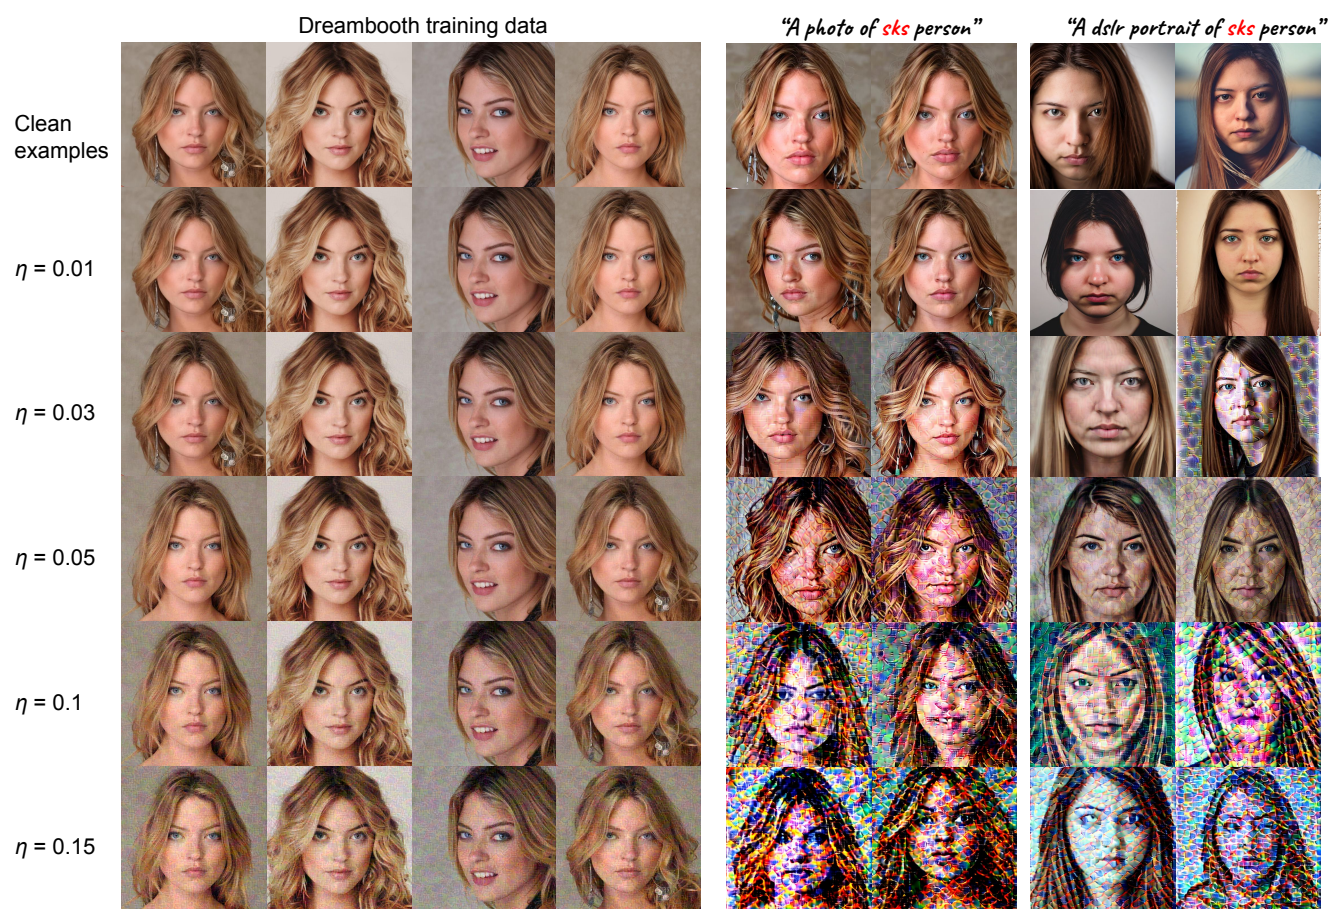 Dreambooth training data
“A photo of sks person”
“A dslr portrait of sks person”
Clean
examples
η = 0.01
η = 0.03
η = 0.05
η = 0.1
η = 0.15